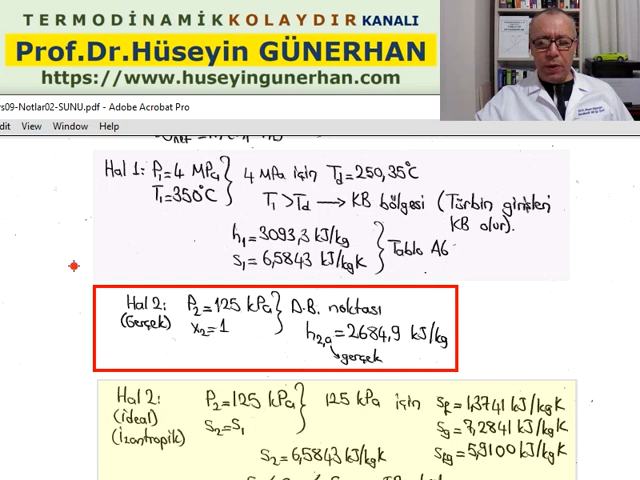 TERMODİNAMİKKOLAYDIR KANALI
Prof.Dr.Hüseyin GÜNERHAN
https://www.huseyingunerhan.com
rs09-Notlar02-SUNU.pdf - Adobe Acrobat Pro
dit View Window Help
Hal 1: P1=4 MPa } 4 MPa için Td=250,35°C
T1=350°C T1>Td → KB bölgesi (Türbin girişleri KB olur).
h1=3093,3 kJ/kg
s1=6,5843 kJ/kgK } Tablo A6
Hal 2: P2=125 kPa } D.B. noktası
(Gerçek) x2=1 h2,a=2684,9 kJ/kg
gerçek
Hal 2: P2=125 kPa } 125 kPa için sf=1,3741 kJ/kgK
(ideal) s2=s1 sg=7,2841 kJ/kgK
(izantropik) s2=6,5843 kJ/kgK sfg=5,9100 kJ/kgK